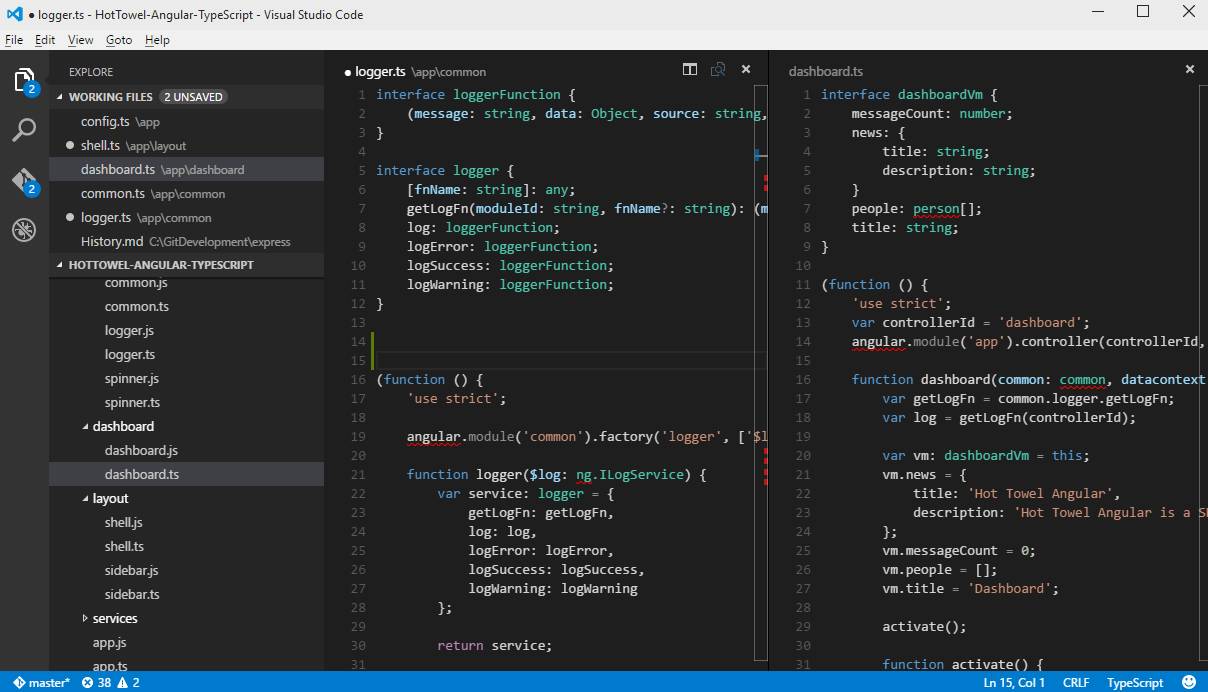 ● logger.ts - HotTowel-Angular-TypeScript - Visual Studio Code
File Edit View Goto Help
EXPLORE
WORKING FILES 2 UNSAVED
config.ts \app
shell.ts \app\layout
dashboard.ts \app\dashboard
common.ts \app\common
logger.ts \app\common
History.md C:\GitDevelopment\express
HOTTOWEL-ANGULAR-TYPESCRIPT
common.js
common.ts
logger.js
logger.ts
spinner.js
spinner.ts
dashboard
dashboard.js
dashboard.ts
layout
shell.js
shell.ts
sidebar.js
sidebar.ts
services
app.js
app.ts
2
2
● logger.ts \app\common
1 interface loggerFunction {
2     (message: string, data: Object, source: string,
3 }
4
5 interface logger {
6     [fnName: string]: any;
7     getLogFn(moduleId: string, fnName?: string): (m
8     log: loggerFunction;
9     logError: loggerFunction;
10     logSuccess: loggerFunction;
11     logWarning: loggerFunction;
12 }
13
14
15
16 (function () {
17     'use strict';
18
19     angular.module('common').factory('logger', ['$l
20
21     function logger($log: ng.ILogService) {
22         var service: logger = {
23             getLogFn: getLogFn,
24             log: log,
25             logError: logError,
26             logSuccess: logSuccess,
27             logWarning: logWarning
28         };
29
30         return service;
31
dashboard.ts
1 interface dashboardVm {
2     messageCount: number;
3     news: {
4         title: string;
5         description: string;
6     }
7     people: person[];
8     title: string;
9 }
10
11 (function () {
12     'use strict';
13     var controllerId = 'dashboard';
14     angular.module('app').controller(controllerId,
15
16     function dashboard(common: common, datacontext
17         var getLogFn = common.logger.getLogFn;
18         var log = getLogFn(controllerId);
19
20         var vm: dashboardVm = this;
21         vm.news = {
22             title: 'Hot Towel Angular',
23             description: 'Hot Towel Angular is a S
24         };
25         vm.messageCount = 0;
26         vm.people = [];
27         vm.title = 'Dashboard';
28
29         activate();
30
31         function activate() {
master* 38 2 Ln 15, Col 1 CRLF TypeScript